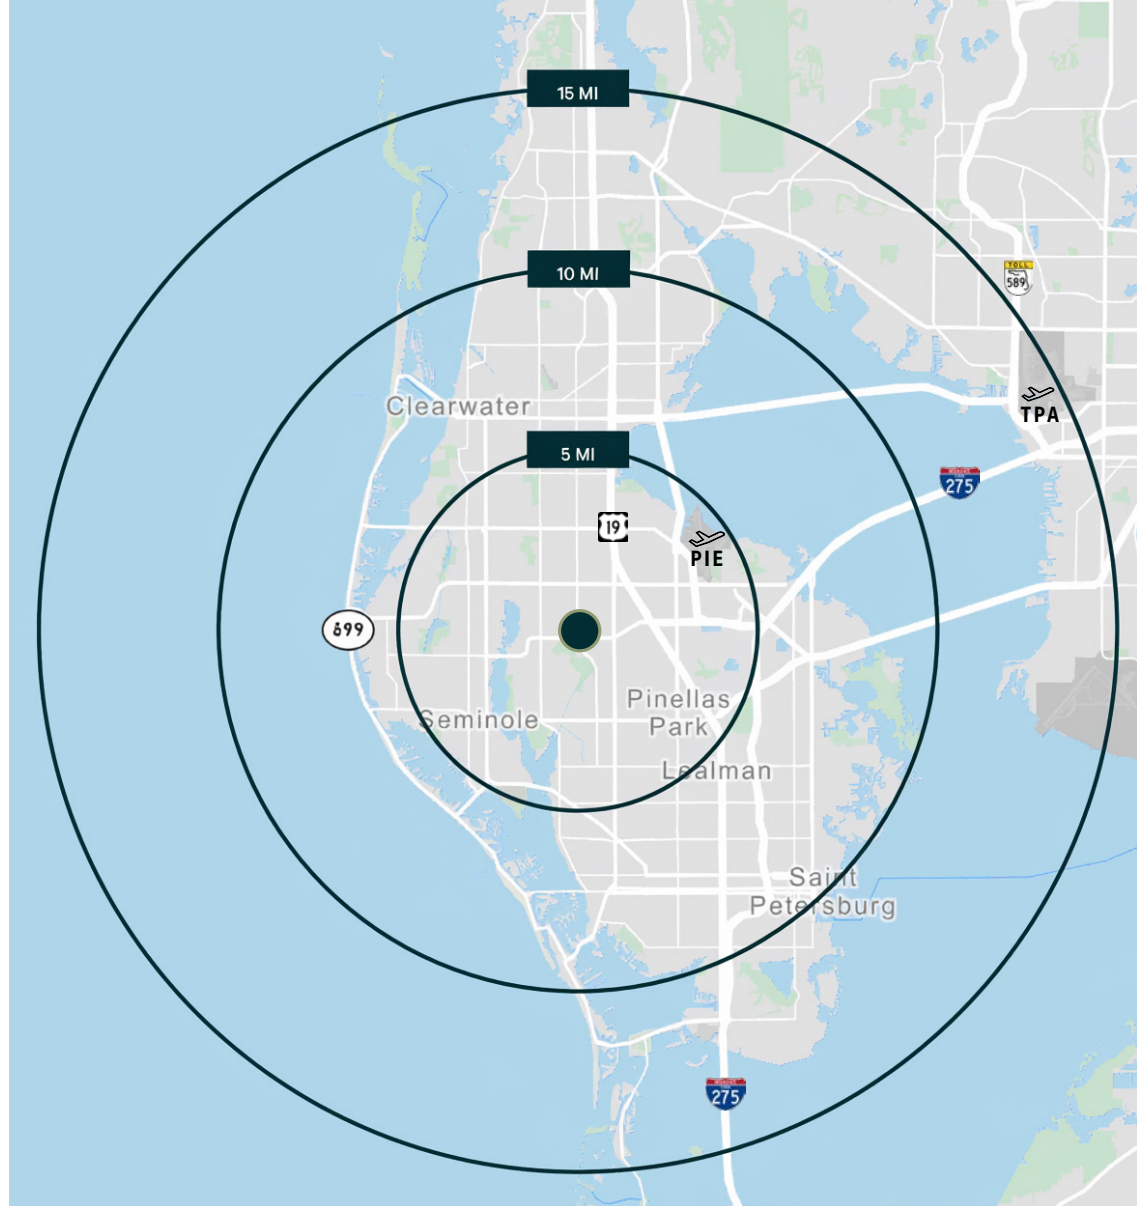 15 MI
10 MI
TOLL
589
TPA
Clearwater
5 MI
275
19
PIE
699
Pinellas
Park
Seminole
Lealman
Saint
Petersburg
275